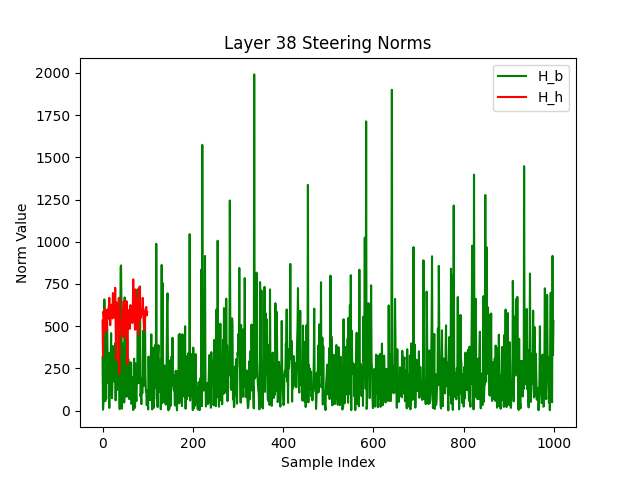 Layer 38 Steering Norms
H_b
H_h
Norm Value
2000
1750
1500
1250
1000
750
500
250
0
0 200 400 600 800 1000
Sample Index